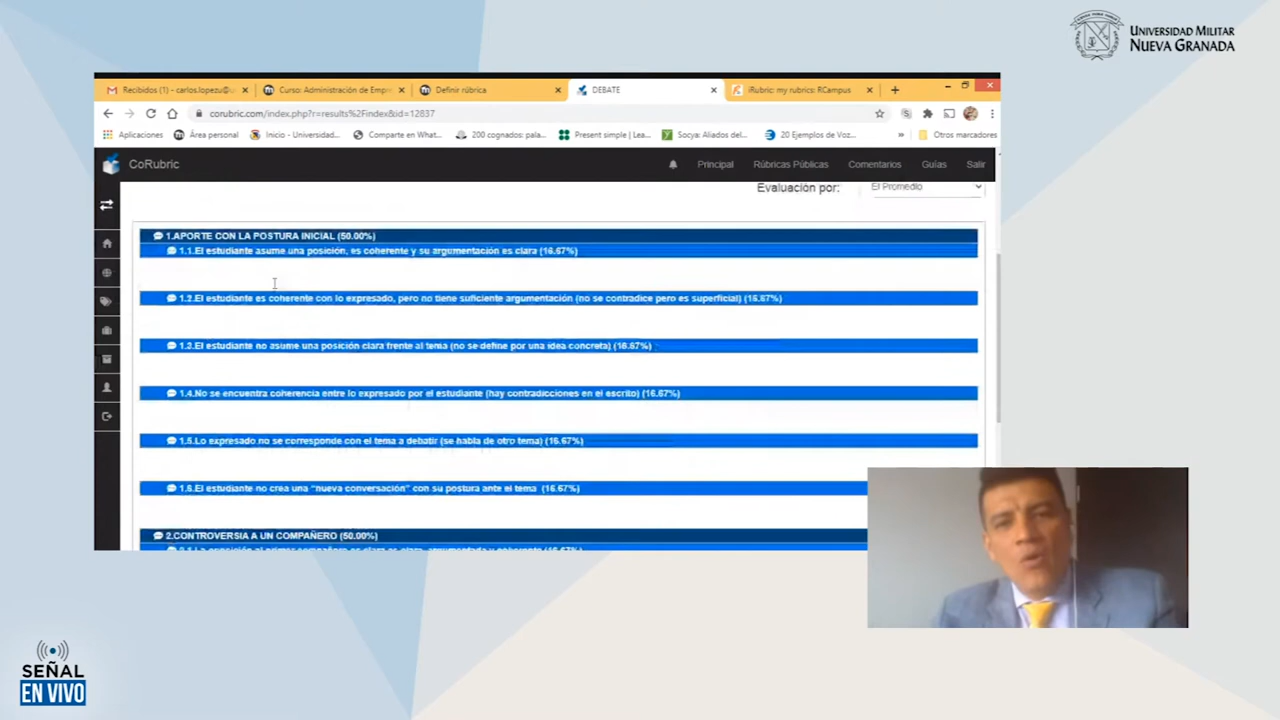 UNIVERSIDAD MILITAR
NUEVA GRANADA
Recibidos (1) - carlos.lopezu@u
Curso: Administración de Empr
Definir rúbrica
DEBATE
iRubric: my rubrics: RCampus
corubric.com/index.php?r=results%2Findex&id=12837
Aplicaciones
Área personal
Inicio - Universidad...
Comparte en What...
200 cognados: pala...
Present simple | Lea...
Socya: Aliados del...
20 Ejemplos de Voz...
»
Otros marcadores
CoRubric
Principal
Rúbricas Públicas
Comentarios
Guías
Salir
Evaluación por:
El Promedio
1.APORTE CON LA POSTURA INICIAL (50.00%)
1.1.El estudiante asume una posición, es coherente y su argumentación es clara (16.67%)
1.2.El estudiante es coherente con lo expresado, pero no tiene suficiente argumentación (no se contradice pero es superficial) (16.67%)
1.3.El estudiante no asume una posición clara frente al tema (no se define por una idea concreta) (16.67%)
1.4.No se encuentra coherencia entre lo expresado por el estudiante (hay contradicciones en el escrito) (16.67%)
1.5.Lo expresado no se corresponde con el tema a debatir (se habla de otro tema) (16.67%)
1.6.El estudiante no crea una "nueva conversación" con su postura ante el tema (16.67%)
2.CONTROVERSIA A UN COMPAÑERO (50.00%)
SEÑAL
EN VIVO